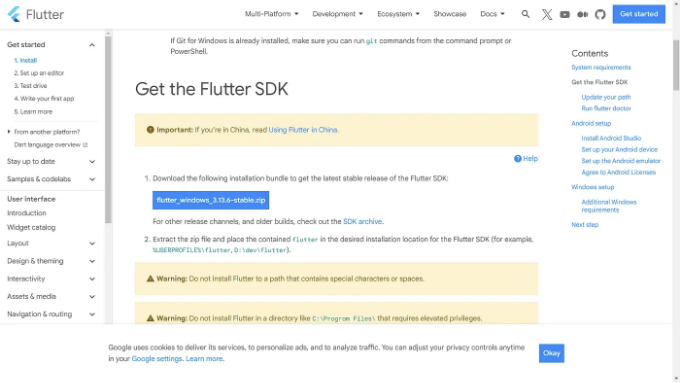 Flutter
Multi-Platform
Development
Ecosystem
Showcase
Docs
Get started
Get started
1. Install
2. Set up an editor
3. Test drive
4. Write your first app
5. Learn more
From another platform?
Dart language overview
Stay up to date
Samples & codelabs
User interface
Introduction
Widget catalog
Layout
Design & theming
Interactivity
Assets & media
Navigation & routing
If Git for Windows is already installed, make sure you can run git commands from the command prompt or
PowerShell.
Get the Flutter SDK
Important: If you're in China, read Using Flutter in China.
Help
1. Download the following installation bundle to get the latest stable release of the Flutter SDK:
flutter_windows_3.13.6-stable.zip
For other release channels, and older builds, check out the SDK archive.
2. Extract the zip file and place the contained flutter in the desired installation location for the Flutter SDK (for example,
%USERPROFILE%\flutter, D:\dev\flutter).
Warning: Do not install Flutter to a path that contains special characters or spaces.
Warning: Do not install Flutter in a directory like C:\Program Files\ that requires elevated privileges.
Contents
System requirements
Get the Flutter SDK
Update your path
Run flutter doctor
Android setup
Install Android Studio
Set up your Android device
Set up the Android emulator
Agree to Android Licenses
Windows setup
Additional Windows
requirements
Next step
Google uses cookies to deliver its services, to personalize ads, and to analyze traffic. You can adjust your privacy controls anytime
in your Google settings. Learn more.
Okay